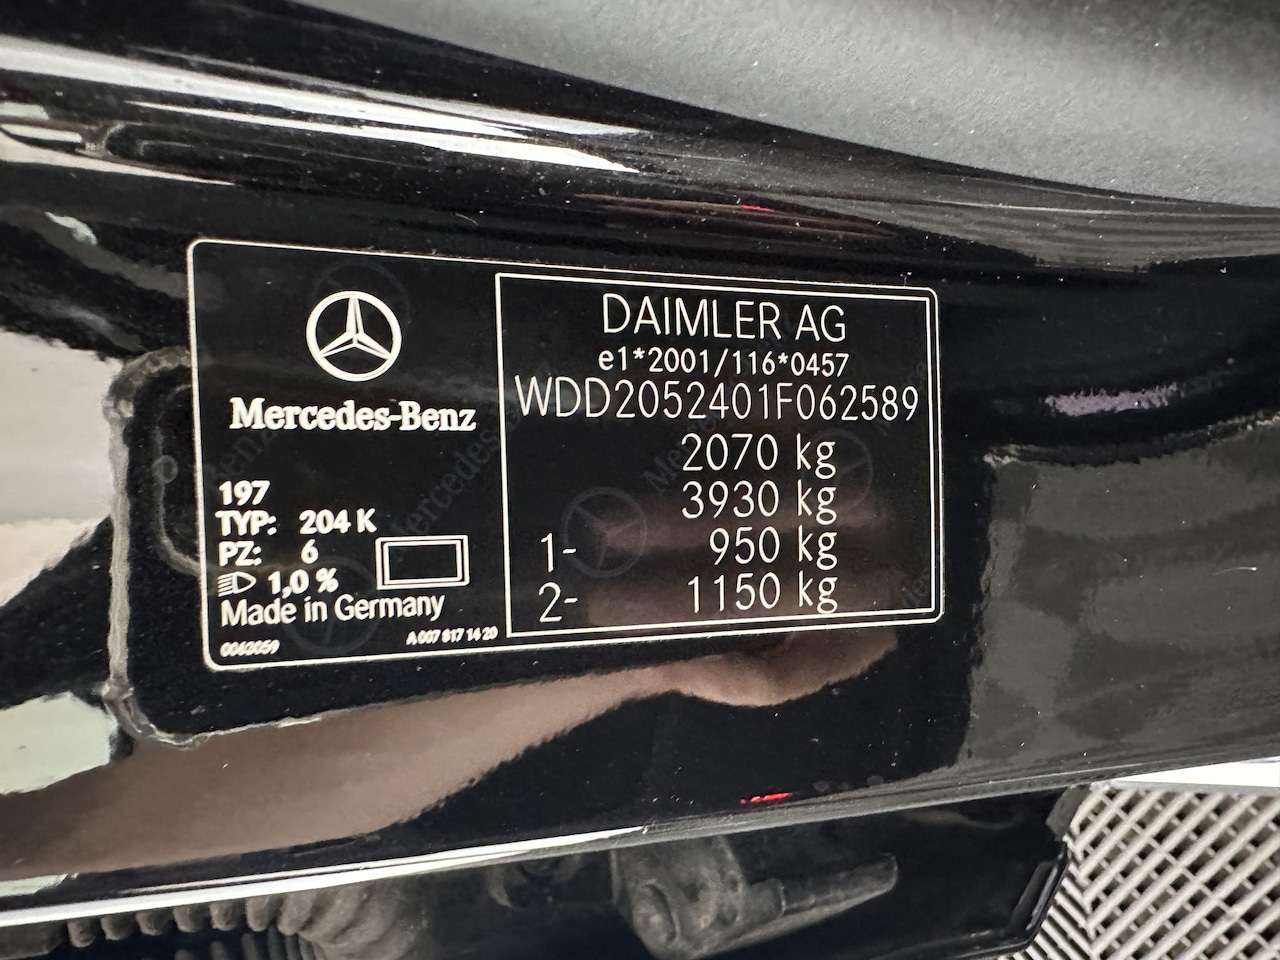 Mercedes-Benz
197
TYP: 204 K
PZ: 6
1,0 %
Made in Germany
0063059
A 007 817 14 20
DAIMLER AG
e1*2001/116*0457
WDD2052401F062589
2070 kg
3930 kg
1- 950 kg
2- 1150 kg